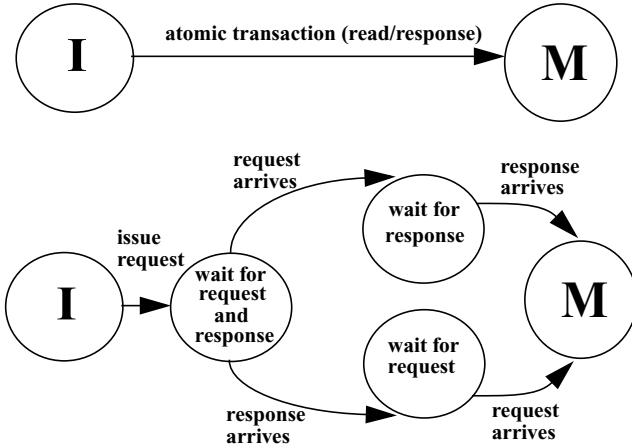 I
atomic transaction (read/response)
M
request
arrives
response
arrives
wait for
response
issue
request
I
wait for
request
and
response
M
wait for
request
response
arrives
request
arrives